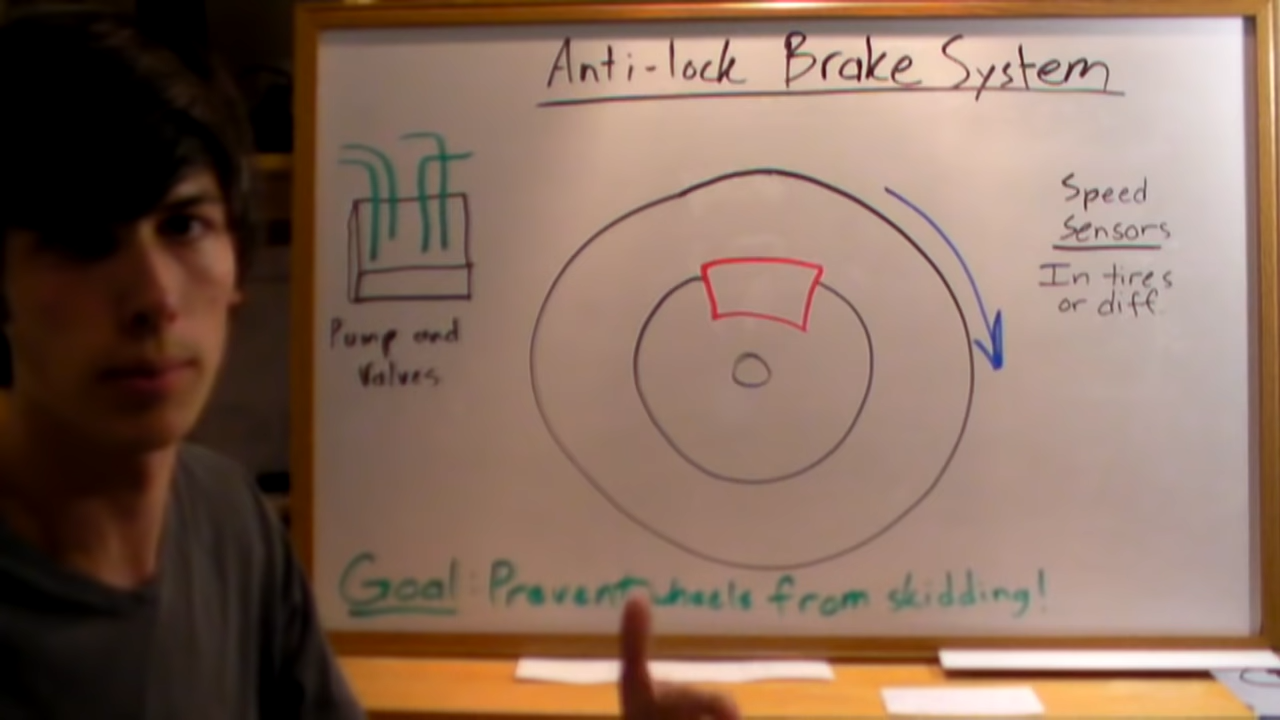 Anti-lock Brake System
Pump and
Valves
Speed
Sensors
In tires
or diff.
Goal: Prevent wheels from skidding!